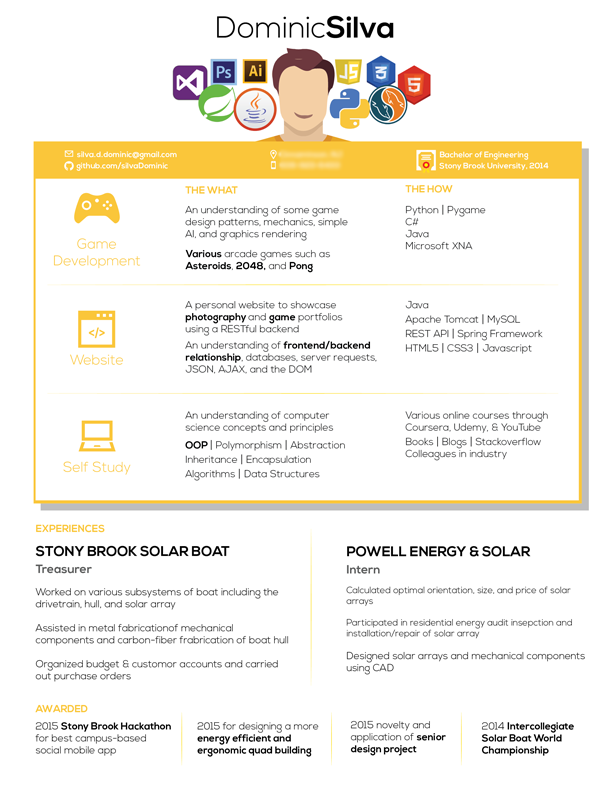 DominicSilva
Ps
Ai
JS
3
5
silva.d.dominic@gmail.com
github.com/silvaDominic
Bachelor of Engineering
Stony Brook University, 2014
THE WHAT
THE HOW
Game
Development
An understanding of some game
design patterns, mechanics, simple
AI, and graphics rendering
Various arcade games such as
Asteroids, 2048, and Pong
Python | Pygame
C#
Java
Microsoft XNA
Website
A personal website to showcase
photography and game portfolios
using a RESTful backend
An understanding of frontend/backend
relationship, databases, server requests,
JSON, AJAX, and the DOM
Java
Apache Tomcat | MySQL
REST API | Spring Framework
HTML5 | CSS3 | Javascript
Self Study
An understanding of computer
science concepts and principles
OOP | Polymorphism | Abstraction
Inheritance | Encapsulation
Algorithms | Data Structures
Various online courses through
Coursera, Udemy, & YouTube
Books | Blogs | Stackoverflow
Colleagues in industry
EXPERIENCES
STONY BROOK SOLAR BOAT
Treasurer
Worked on various subsystems of boat including the
drivetrain, hull, and solar array
Assisted in metal fabricationof mechanical
components and carbon-fiber frabrication of boat hull
Organized budget & customor accounts and carried
out purchase orders
POWELL ENERGY & SOLAR
Intern
Calculated optimal orientation, size, and price of solar
arrays
Participated in residential energy audit insepction and
installation/repair of solar array
Designed solar arrays and mechanical components
using CAD
AWARDED
2015 Stony Brook Hackathon
for best campus-based
social mobile app
2015 for designing a more
energy efficient and
ergonomic quad building
2015 novelty and
application of senior
design project
2014 Intercollegiate
Solar Boat World
Championship